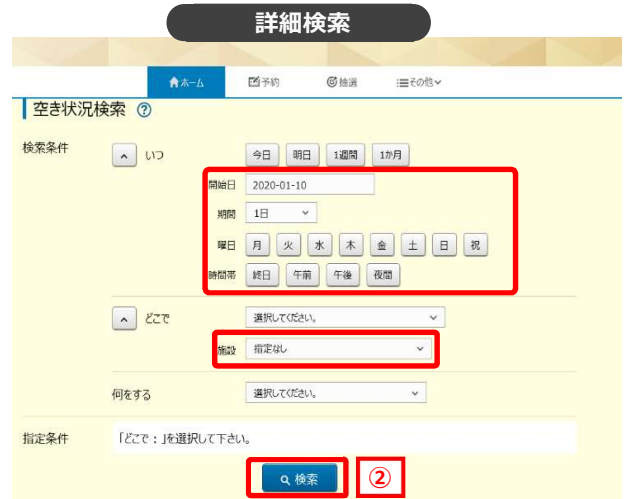 詳細検索
ホーム 予約 抽選 その他
空き状況検索 ?
検索条件 いつ 今日 明日 1週間 1か月
開始日 2020-01-10
期間 1日
曜日 月 火 水 木 金 土 日 祝
時間帯 終日 午前 午後 夜間
どこで 選択してください。
施設 指定なし
何をする 選択してください。
指定条件 「どこで:」を選択して下さい。
検索 ②